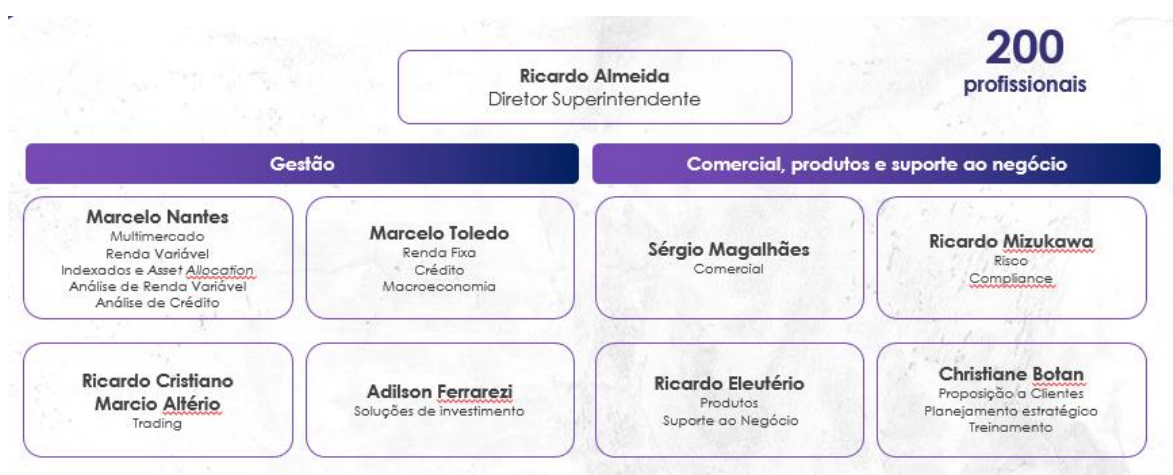 Ricardo Almeida
Diretor Superintendente
200
profissionais
Gestão
Comercial, produtos e suporte ao negócio
Marcelo Nantes
Multimercado
Renda Variável
Indexados e Asset Allocation
Análise de Renda Variável
Análise de Crédito
Marcelo Toledo
Renda Fixa
Crédito
Macroeconomia
Sérgio Magalhães
Comercial
Ricardo Mizukawa
Risco
Compliance
Ricardo Cristiano
Marcio Altério
Trading
Adilson Ferrarezi
Soluções de investimento
Ricardo Eleutério
Produtos
Suporte ao Negócio
Christiane Botan
Proposição a Clientes
Planejamento estratégico
Treinamento